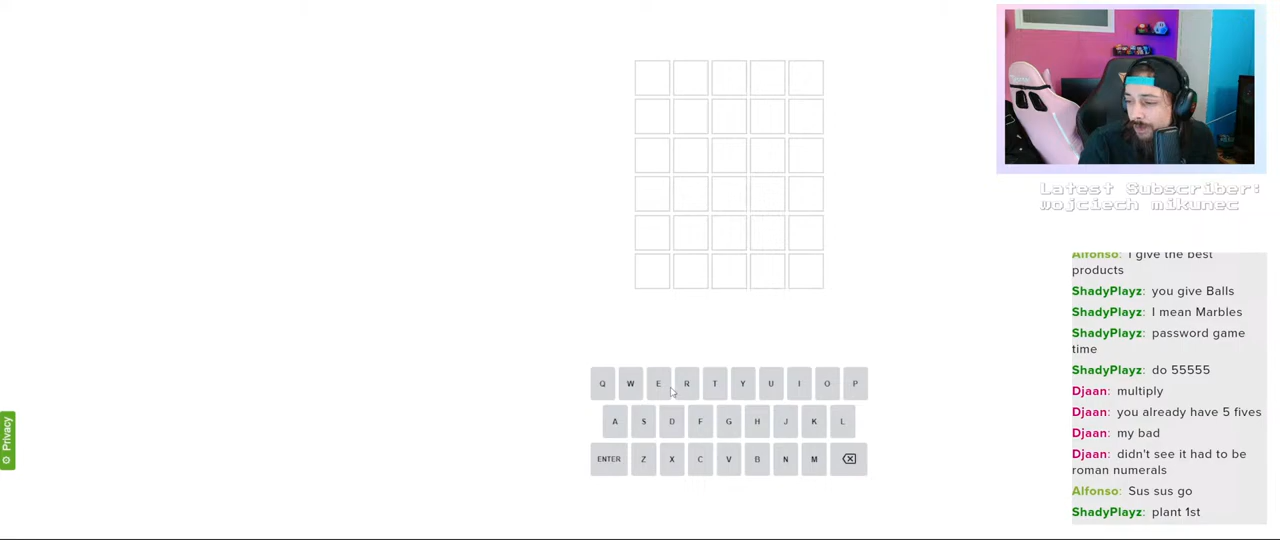 Latest Subscriber:
wojciech mikunec
Alfonso: I give the best
products
ShadyPlayz: you give Balls
ShadyPlayz: I mean Marbles
ShadyPlayz: password game
time
ShadyPlayz: do 55555
Djaan: multiply
Djaan: you already have 5 fives
Djaan: my bad
Djaan: didn't see it had to be
roman numerals
Alfonso: Sus sus go
ShadyPlayz: plant 1st
Q W E R T Y U I O P
A S D F G H J K L
ENTER Z X C V B N M
Privacy